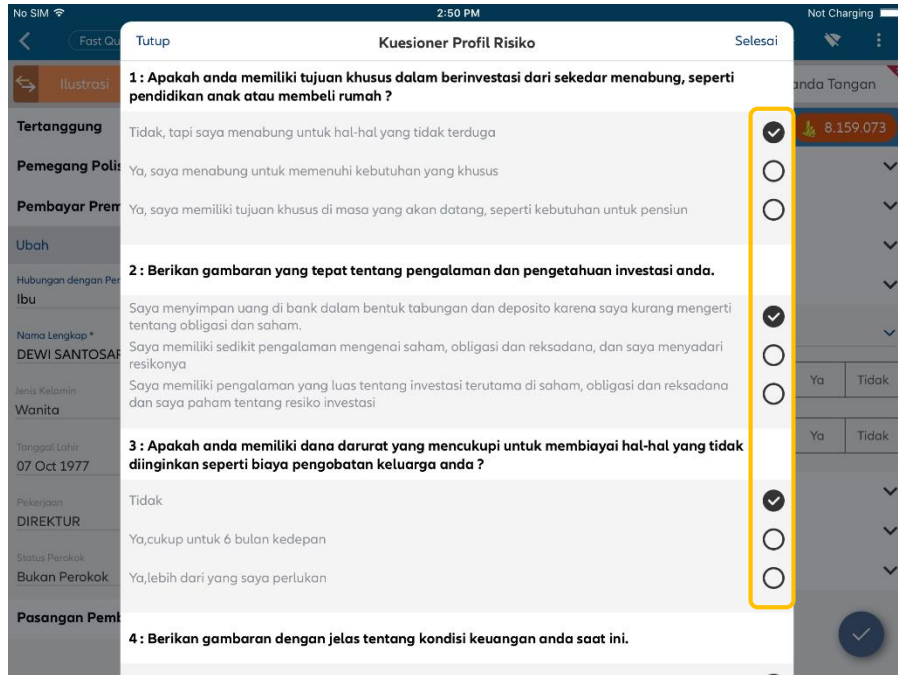 No SIM
2:50 PM
Not Charging
Fast Qu
Tutup
Kuesioner Profil Risiko
Selesai
Ilustrasi
anda Tangan
8.159.073
Tertanggung
Pemegang Polis
Pembayar Prem
Ubah
Hubungan dengan Per
Ibu
Nama Lengkap *
DEWI SANTOSAF
Jenis Kelamin
Wanita
Tanggal Lahir
07 Oct 1977
Pekerjaan
DIREKTUR
Status Perokok
Bukan Perokok
Pasangan Pemb
1 : Apakah anda memiliki tujuan khusus dalam berinvestasi dari sekedar menabung, seperti
pendidikan anak atau membeli rumah ?
Tidak, tapi saya menabung untuk hal-hal yang tidak terduga
Ya, saya menabung untuk memenuhi kebutuhan yang khusus
Ya, saya memiliki tujuan khusus di masa yang akan datang, seperti kebutuhan untuk pensiun
2 : Berikan gambaran yang tepat tentang pengalaman dan pengetahuan investasi anda.
Saya menyimpan uang di bank dalam bentuk tabungan dan deposito karena saya kurang mengerti
tentang obligasi dan saham.
Saya memiliki sedikit pengalaman mengenai saham, obligasi dan reksadana, dan saya menyadari
resikonya
Saya memiliki pengalaman yang luas tentang investasi terutama di saham, obligasi dan reksadana
dan saya paham tentang resiko investasi
3 : Apakah anda memiliki dana darurat yang mencukupi untuk membiayai hal-hal yang tidak
diinginkan seperti biaya pengobatan keluarga anda ?
Tidak
Ya,cukup untuk 6 bulan kedepan
Ya,lebih dari yang saya perlukan
4 : Berikan gambaran dengan jelas tentang kondisi keuangan anda saat ini.
Ya Tidak
Ya Tidak